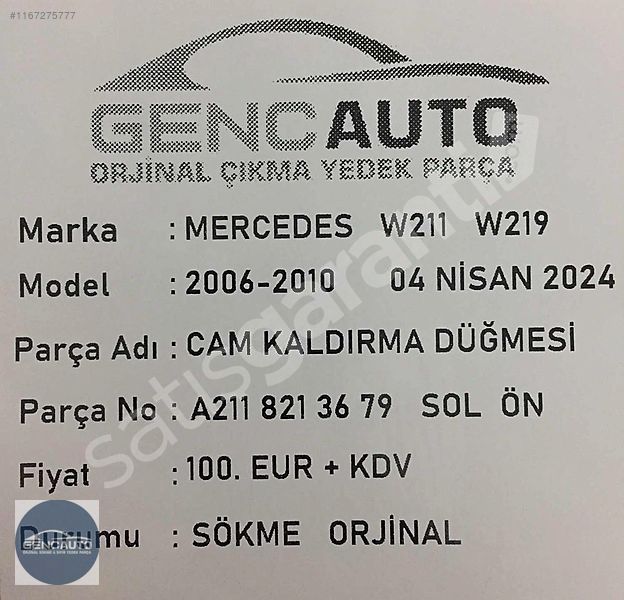 #1167275777
GENCAUTO
ORJİNAL ÇIKMA YEDEK PARÇA
Marka : MERCEDES W211 W219
Model : 2006-2010 04 NİSAN 2024
Parça Adı : CAM KALDIRMA DÜĞMESİ
Parça No : A211 821 36 79 SOL ÖN
Fiyat : 100. EUR + KDV
Durumu : SÖKME ORJİNAL
satışgaranti
GENCAUTO